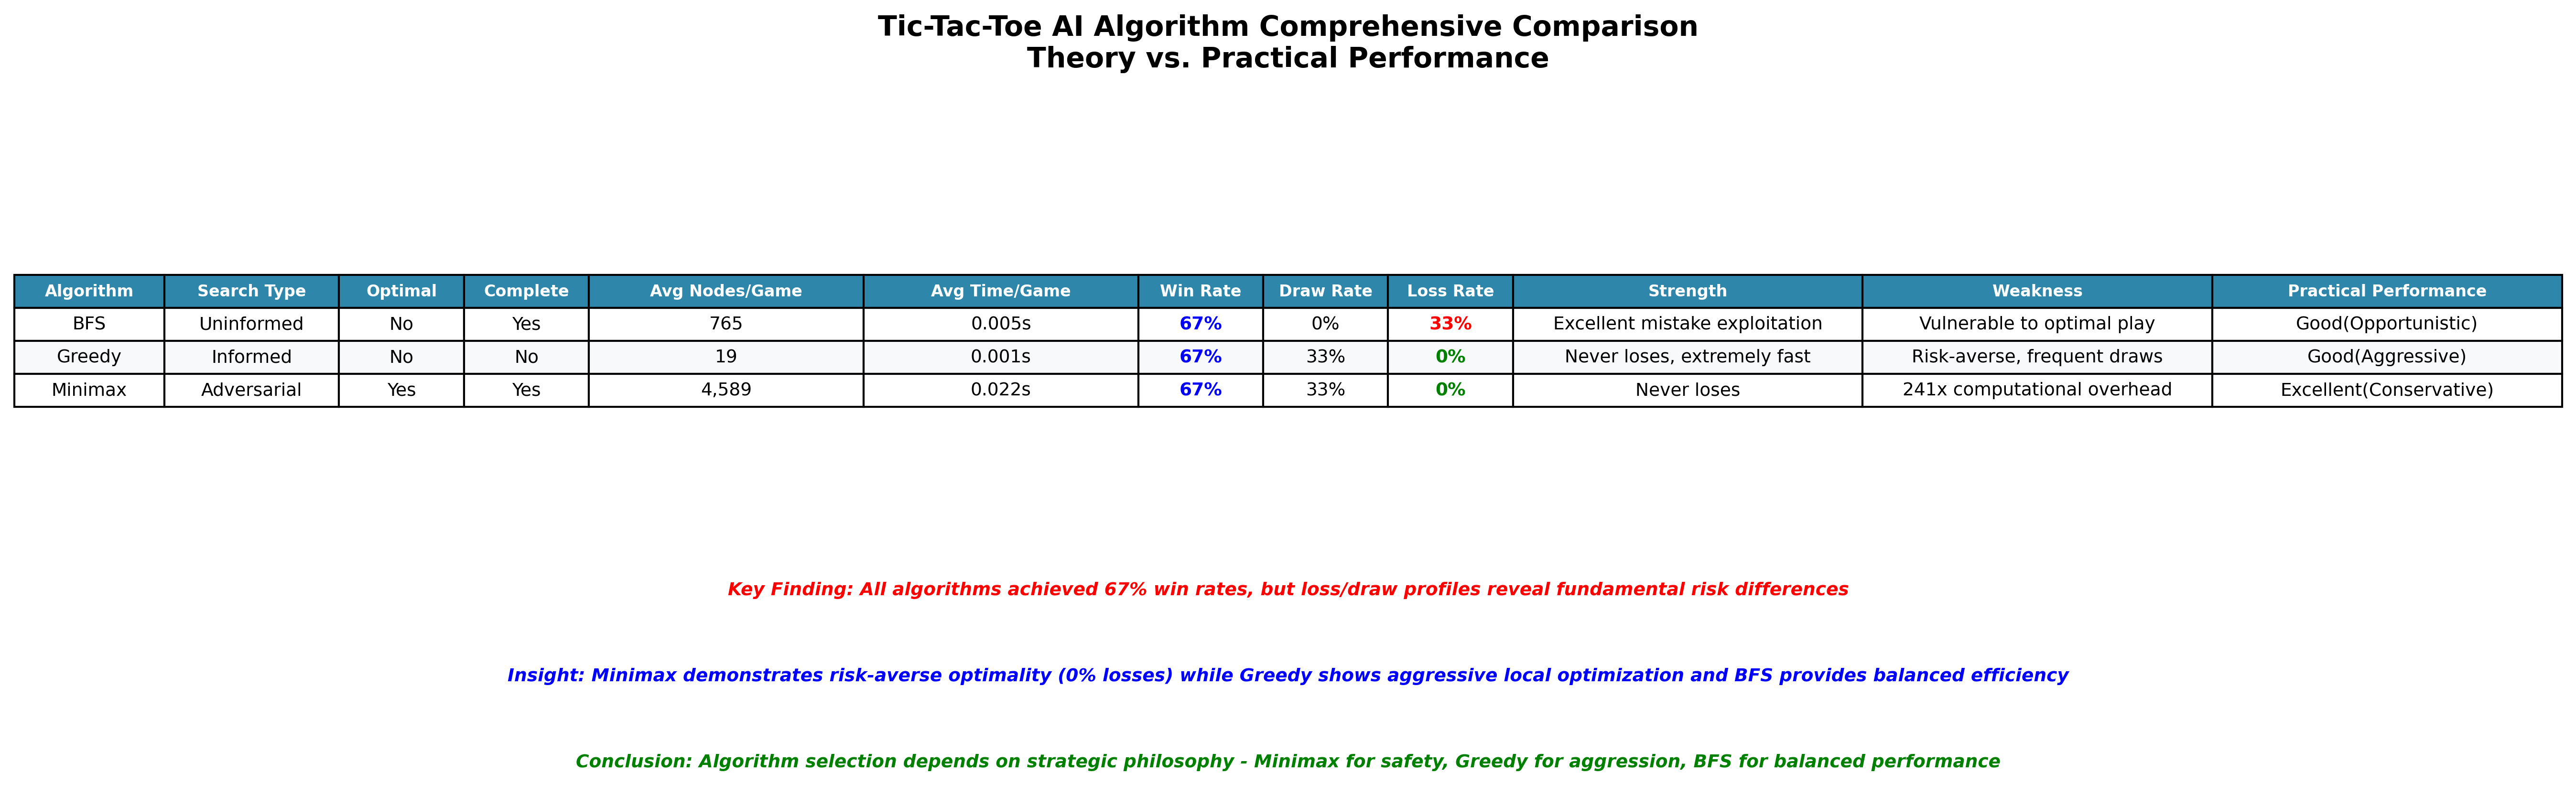 Tic-Tac-Toe AI Algorithm Comprehensive Comparison
Theory vs. Practical Performance
Algorithm Search Type Optimal Complete Avg Nodes/Game Avg Time/Game Win Rate Draw Rate Loss Rate Strength Weakness Practical Performance
BFS Uninformed No Yes 765 0.005s 67% 0% 33% Excellent mistake exploitation Vulnerable to optimal play Good(Opportunistic)
Greedy Informed No No 19 0.001s 67% 33% 0% Never loses, extremely fast Risk-averse, frequent draws Good(Aggressive)
Minimax Adversarial Yes Yes 4,589 0.022s 67% 33% 0% Never loses 241x computational overhead Excellent(Conservative)
Key Finding: All algorithms achieved 67% win rates, but loss/draw profiles reveal fundamental risk differences
Insight: Minimax demonstrates risk-averse optimality (0% losses) while Greedy shows aggressive local optimization and BFS provides balanced efficiency
Conclusion: Algorithm selection depends on strategic philosophy - Minimax for safety, Greedy for aggression, BFS for balanced performance